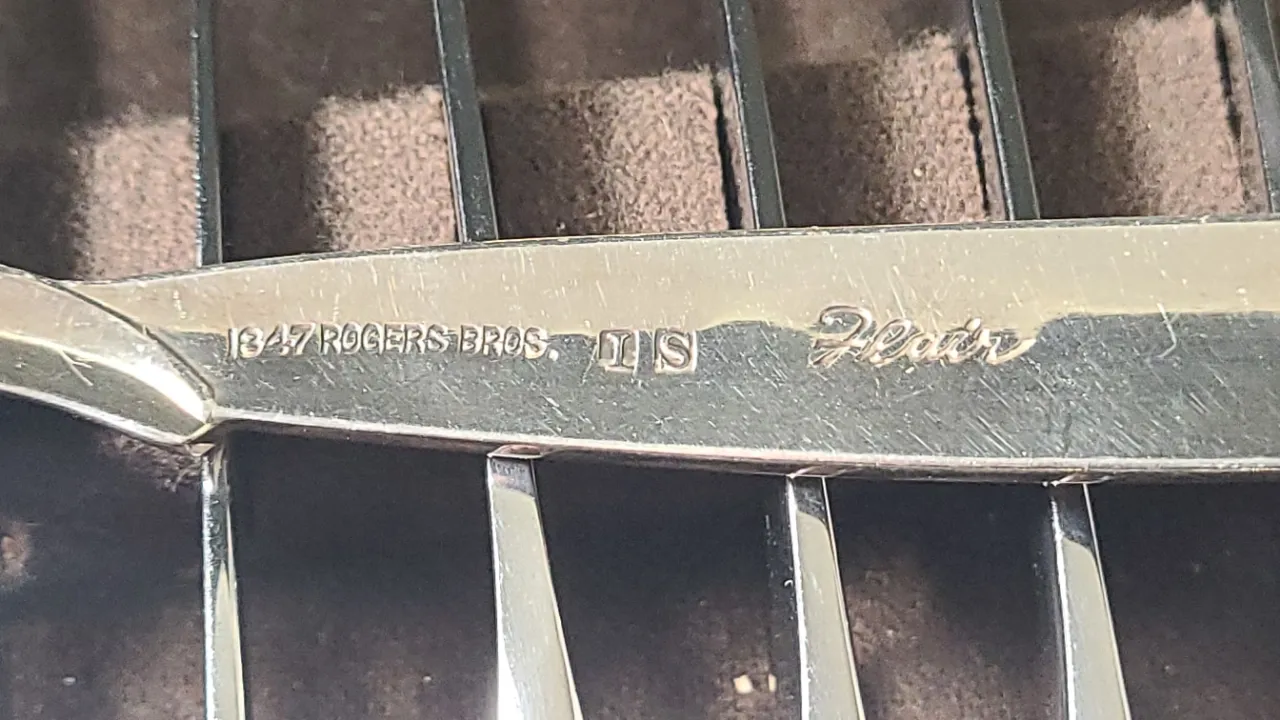 1847 ROGERS BROS. I S Flair